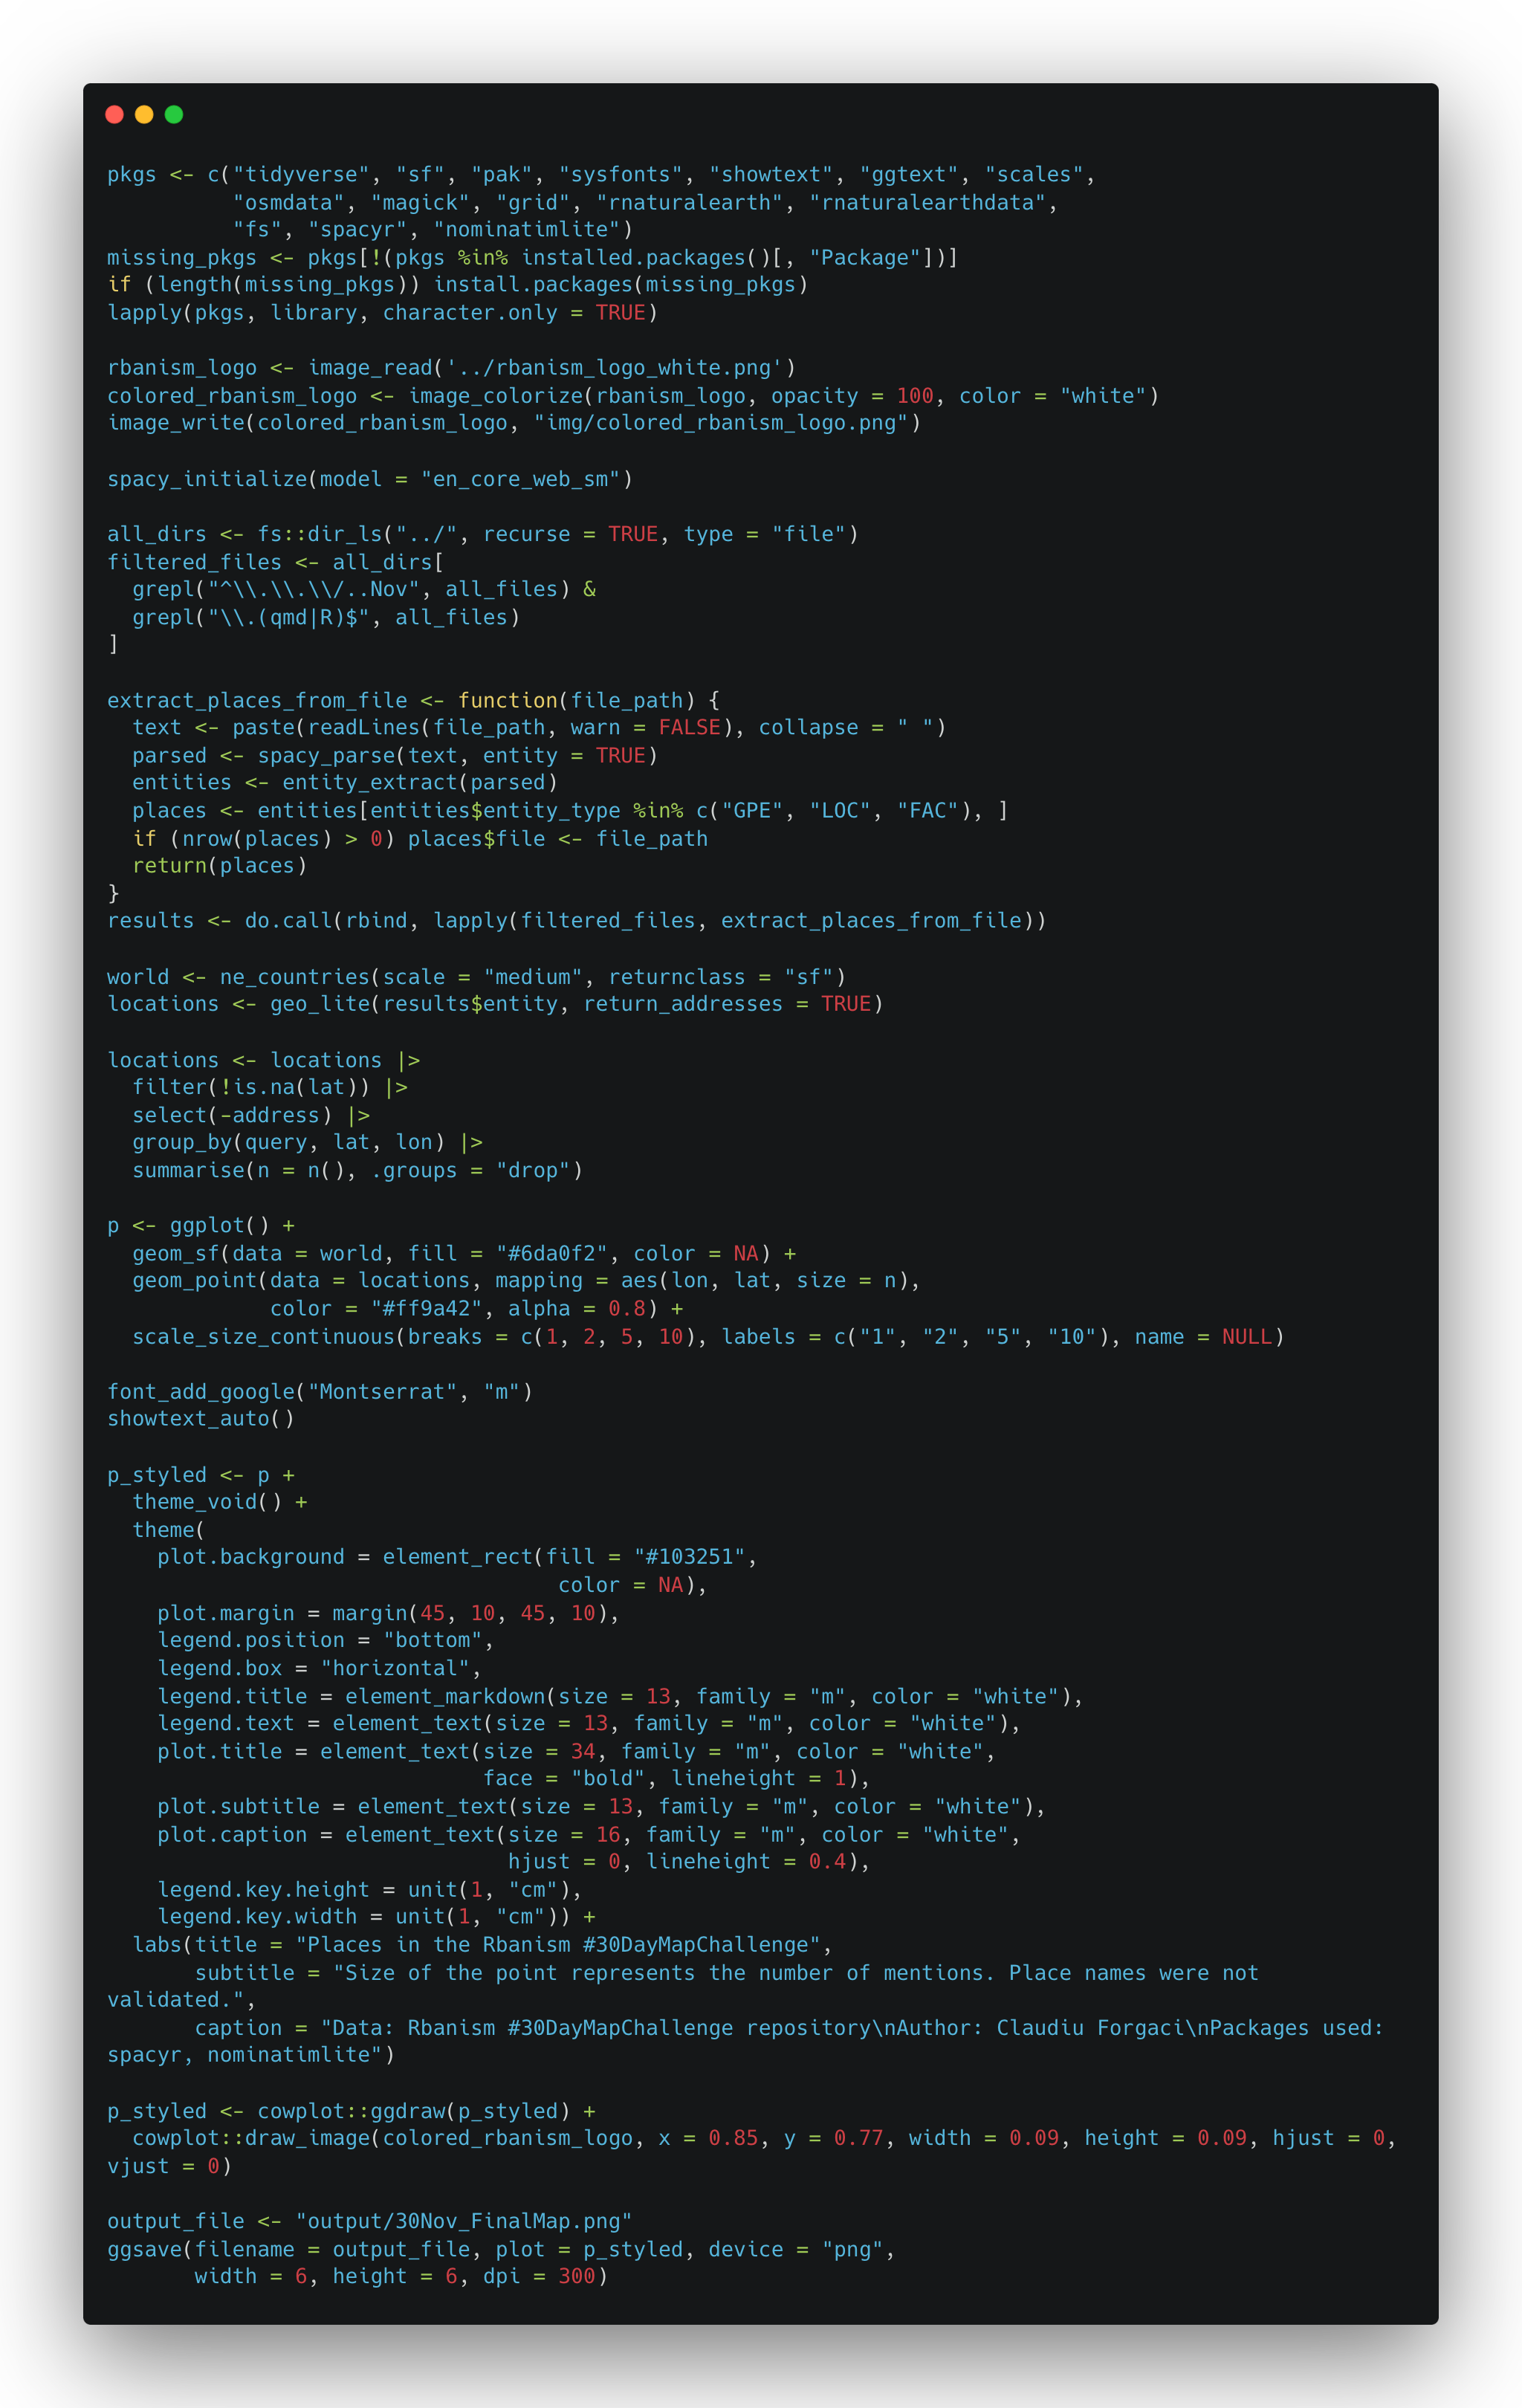 pkgs <- c("tidyverse", "sf", "pak", "sysfonts", "showtext", "ggtext", "scales",
          "osmdata", "magick", "grid", "rnaturalearth", "rnaturalearthdata",
          "fs", "spacyr", "nominatimlite")
missing_pkgs <- pkgs[!(pkgs %in% installed.packages()[, "Package"])]
if (length(missing_pkgs)) install.packages(missing_pkgs)
lapply(pkgs, library, character.only = TRUE)

rbanism_logo <- image_read('../rbanism_logo_white.png')
colored_rbanism_logo <- image_colorize(rbanism_logo, opacity = 100, color = "white")
image_write(colored_rbanism_logo, "img/colored_rbanism_logo.png")

spacy_initialize(model = "en_core_web_sm")

all_dirs <- fs::dir_ls("../", recurse = TRUE, type = "file")
filtered_files <- all_dirs[
  grepl("^\\.\\.\\/..Nov", all_files) &
  grepl("\\.(qmd|R)$", all_files)
]

extract_places_from_file <- function(file_path) {
  text <- paste(readLines(file_path, warn = FALSE), collapse = " ")
  parsed <- spacy_parse(text, entity = TRUE)
  entities <- entity_extract(parsed)
  places <- entities[entities$entity_type %in% c("GPE", "LOC", "FAC"), ]
  if (nrow(places) > 0) places$file <- file_path
  return(places)
}
results <- do.call(rbind, lapply(filtered_files, extract_places_from_file))

world <- ne_countries(scale = "medium", returnclass = "sf")
locations <- geo_lite(results$entity, return_addresses = TRUE)

locations <- locations |>
  filter(!is.na(lat)) |>
  select(-address) |>
  group_by(query, lat, lon) |>
  summarise(n = n(), .groups = "drop")

p <- ggplot() +
  geom_sf(data = world, fill = "#6da0f2", color = NA) +
  geom_point(data = locations, mapping = aes(lon, lat, size = n),
             color = "#ff9a42", alpha = 0.8) +
  scale_size_continuous(breaks = c(1, 2, 5, 10), labels = c("1", "2", "5", "10"), name = NULL)

font_add_google("Montserrat", "m")
showtext_auto()

p_styled <- p +
  theme_void() +
  theme(
    plot.background = element_rect(fill = "#103251",
                                    color = NA),
    plot.margin = margin(45, 10, 45, 10),
    legend.position = "bottom",
    legend.box = "horizontal",
    legend.title = element_markdown(size = 13, family = "m", color = "white"),
    legend.text = element_text(size = 13, family = "m", color = "white"),
    plot.title = element_text(size = 34, family = "m", color = "white",
                              face = "bold", lineheight = 1),
    plot.subtitle = element_text(size = 13, family = "m", color = "white"),
    plot.caption = element_text(size = 16, family = "m", color = "white",
                                hjust = 0, lineheight = 0.4),
    legend.key.height = unit(1, "cm"),
    legend.key.width = unit(1, "cm")) +
  labs(title = "Places in the Rbanism #30DayMapChallenge",
       subtitle = "Size of the point represents the number of mentions. Place names were not
validated.",
       caption = "Data: Rbanism #30DayMapChallenge repository\nAuthor: Claudiu Forgaci\nPackages used:
spacyr, nominatimlite")

p_styled <- cowplot::ggdraw(p_styled) +
  cowplot::draw_image(colored_rbanism_logo, x = 0.85, y = 0.77, width = 0.09, height = 0.09, hjust = 0,
vjust = 0)

output_file <- "output/30Nov_FinalMap.png"
ggsave(filename = output_file, plot = p_styled, device = "png",
       width = 6, height = 6, dpi = 300)